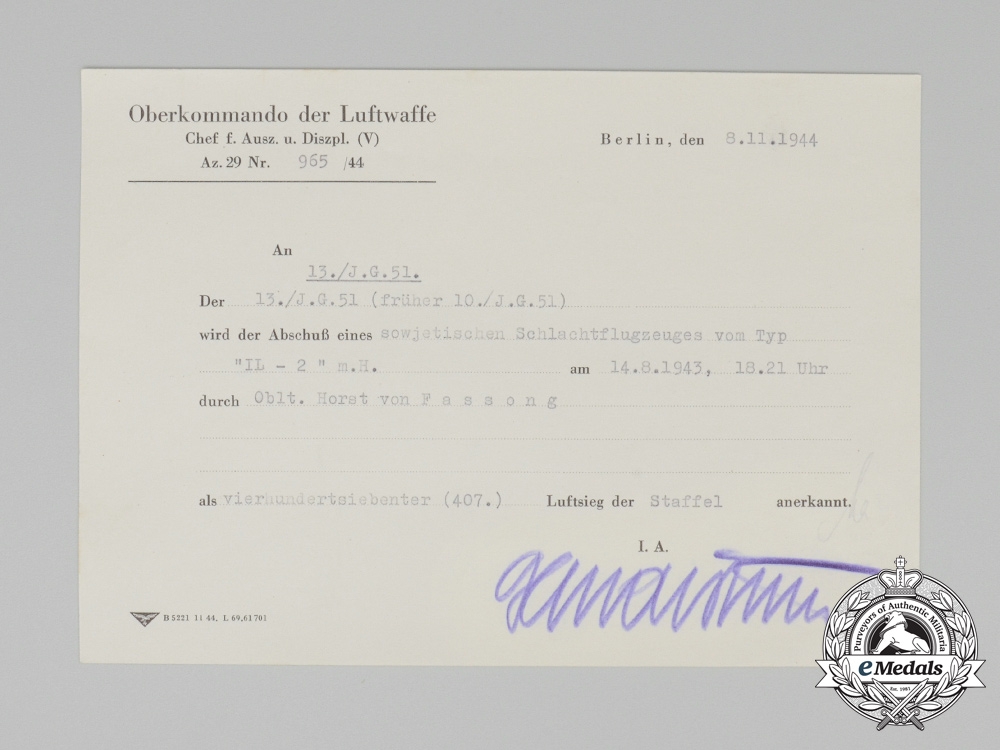 Oberkommando der Luftwaffe
Chef f. Ausz. u. Diszpl. (V)
Az. 29 Nr. 965 /44
Berlin, den 8.11.1944
An
13./J.G.51.
Der 13./J.G.51 (früher 10./J.G.51)
wird der Abschuß eines sowjetischen Schlachtflugzeuges vom Typ
"IL - 2 " m.H. am 14.8.1943, 18.21 Uhr
durch Oblt. Horst von F a s s o n g
als vierhundertsiebenter (407.) Luftsieg der Staffel anerkannt.
I. A.
B 5221 11 44. L 69,61701
Purveyors of Authentic Militaria
eMedals
Est. 1967